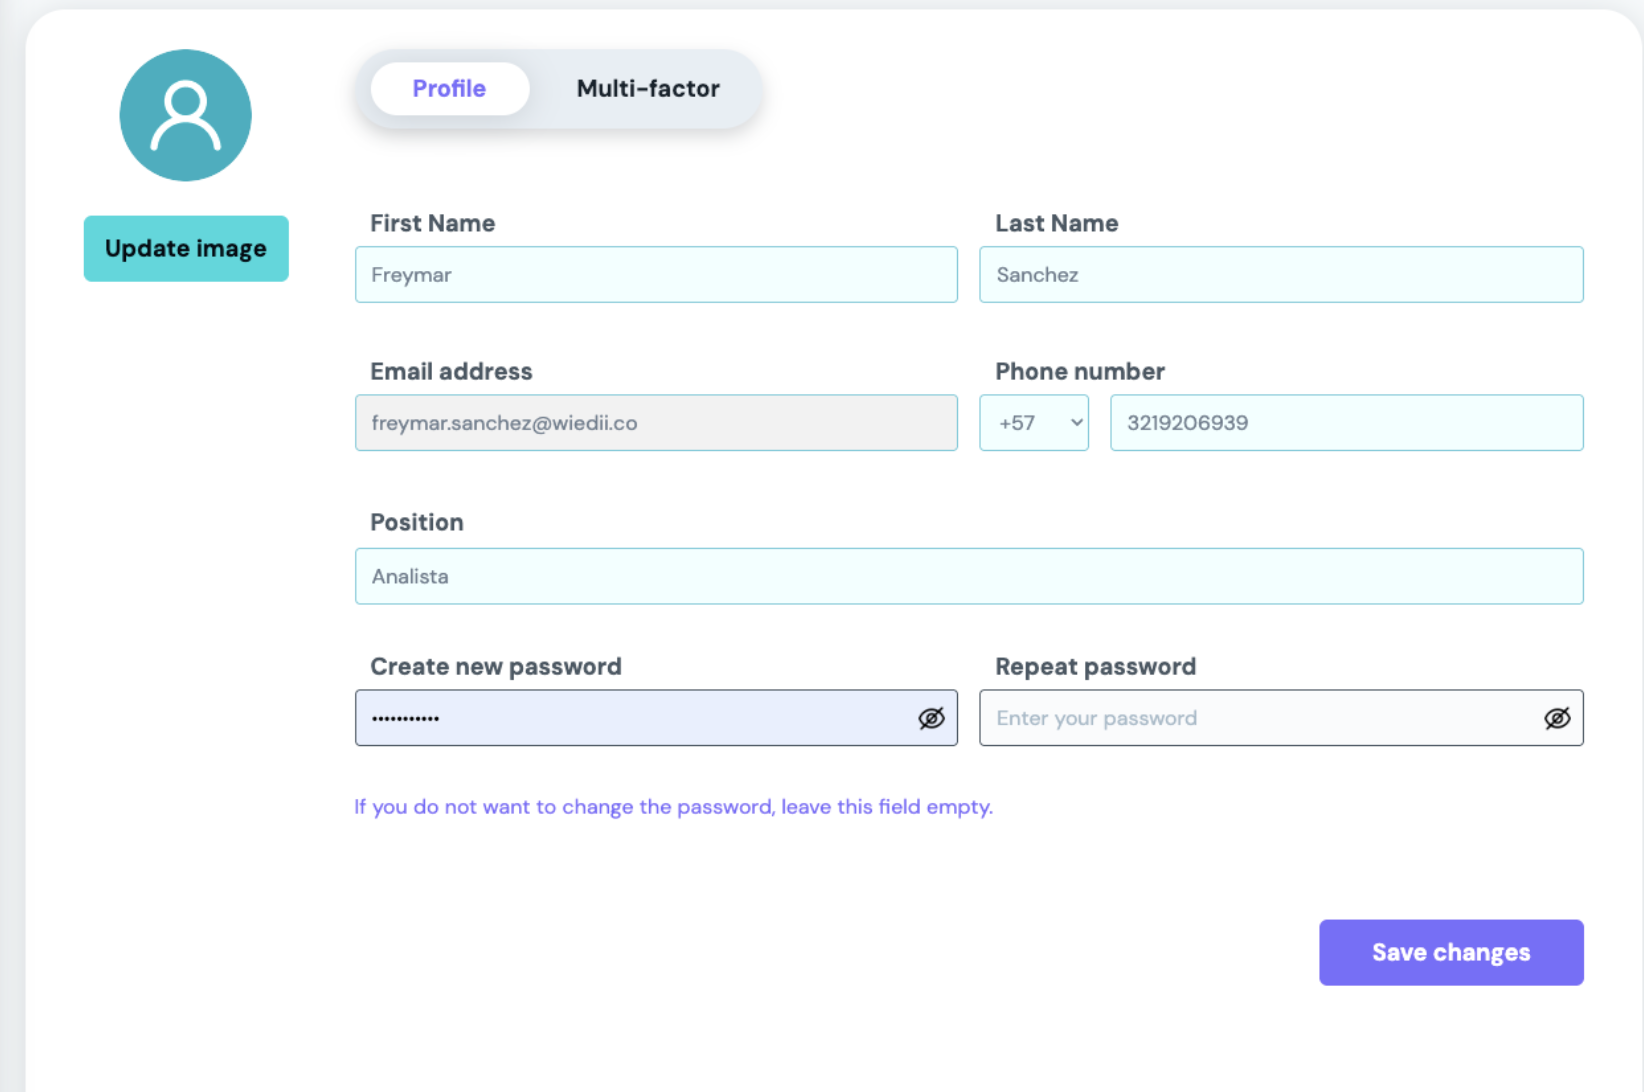 Profile
Multi-factor
Update image
First Name
Last Name
Freymar
Sanchez
Email address
Phone number
freymar.sanchez@wiedii.co
+57
3219206939
Position
Analista
Create new password
Repeat password
•••••••••••
Enter your password
If you do not want to change the password, leave this field empty.
Save changes